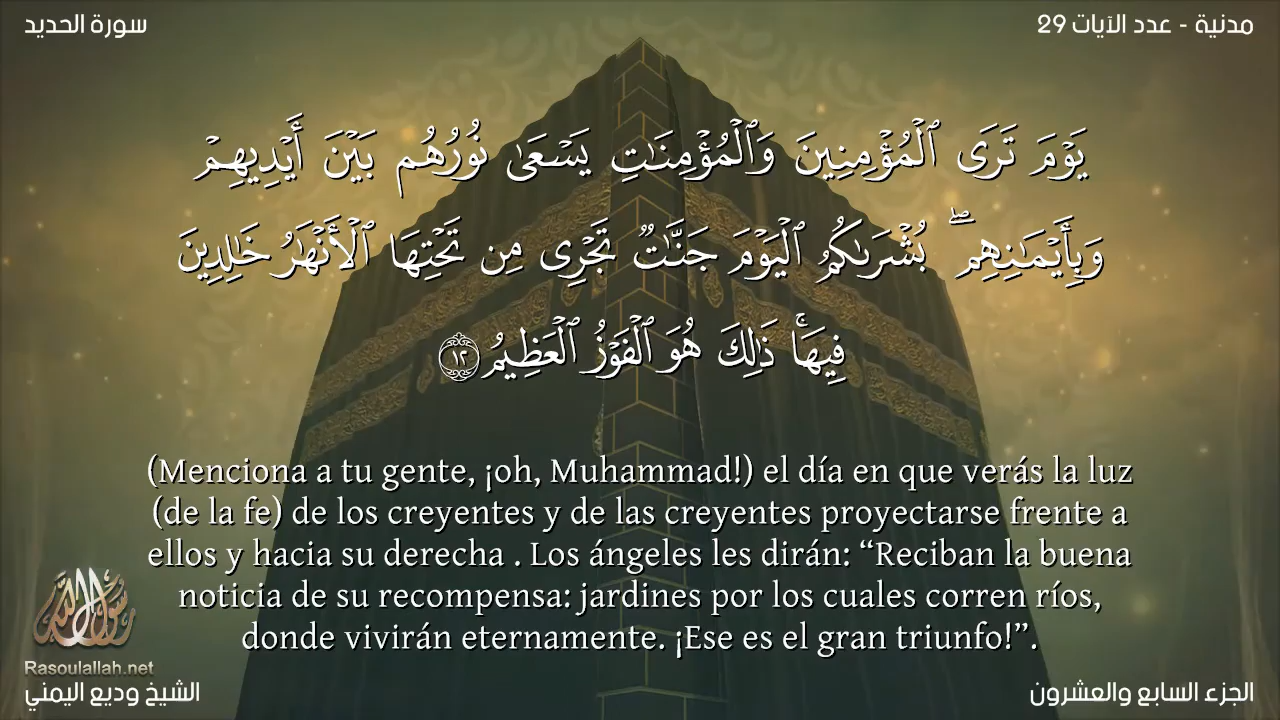 سورة الحديد
مدنية - عدد الآيات 29
يَوْمَ تَرَى ٱلْمُؤْمِنِينَ وَٱلْمُؤْمِنَٰتِ يَسْعَىٰ نُورُهُم بَيْنَ أَيْدِيهِمْ
وَبِأَيْمَٰنِهِم ۖ بُشْرَىٰكُمُ ٱلْيَوْمَ جَنَّٰتٌ تَجْرِى مِن تَحْتِهَا ٱلْأَنْهَٰرُ خَٰلِدِينَ
فِيهَا ۚ ذَٰلِكَ هُوَ ٱلْفَوْزُ ٱلْعَظِيمُ ١٢
(Menciona a tu gente, ¡oh, Muhammad!) el día en que verás la luz
(de la fe) de los creyentes y de las creyentes proyectarse frente a
ellos y hacia su derecha . Los ángeles les dirán: “Reciban la buena
noticia de su recompensa: jardines por los cuales corren ríos,
donde vivirán eternamente. ¡Ese es el gran triunfo!”.
رسول الله
Rasoulallah.net
الشيخ وديع اليمني
الجزء السابع والعشرون